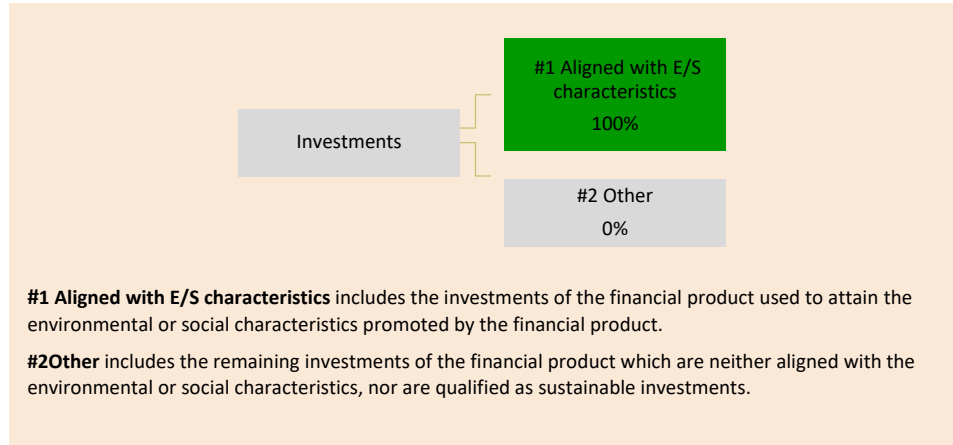 #1 Aligned with E/S
characteristics
100%
Investments
#2 Other
0%
#1 Aligned with E/S characteristics includes the investments of the financial product used to attain the
environmental or social characteristics promoted by the financial product.
#2Other includes the remaining investments of the financial product which are neither aligned with the
environmental or social characteristics, nor are qualified as sustainable investments.